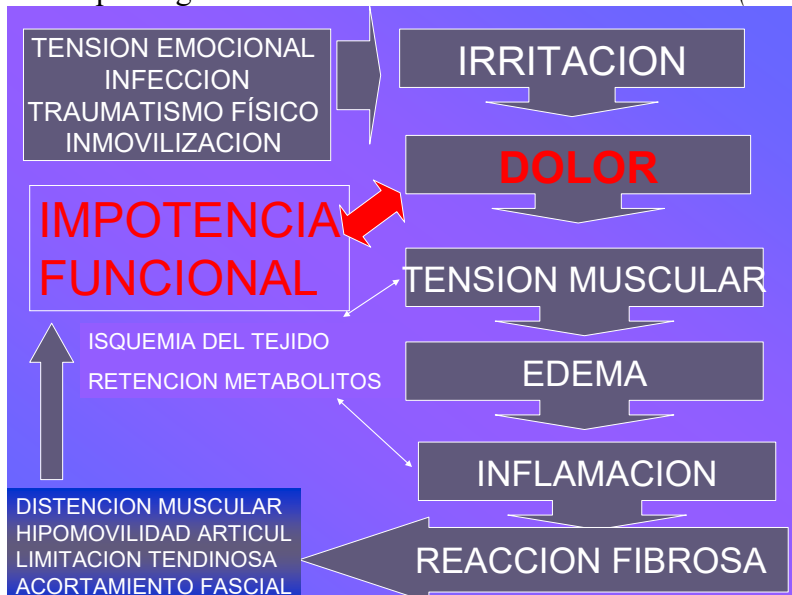 TENSION EMOCIONAL
INFECCION
TRAUMATISMO FÍSICO
INMOVILIZACION
IRRITACION
DOLOR
IMPOTENCIA
FUNCIONAL
TENSION MUSCULAR
ISQUEMIA DEL TEJIDO
RETENCION METABOLITOS
EDEMA
INFLAMACION
DISTENCION MUSCULAR
HIPOMOVILIDAD ARTICUL
LIMITACION TENDINOSA
ACORTAMIENTO FASCIAL
REACCION FIBROSA